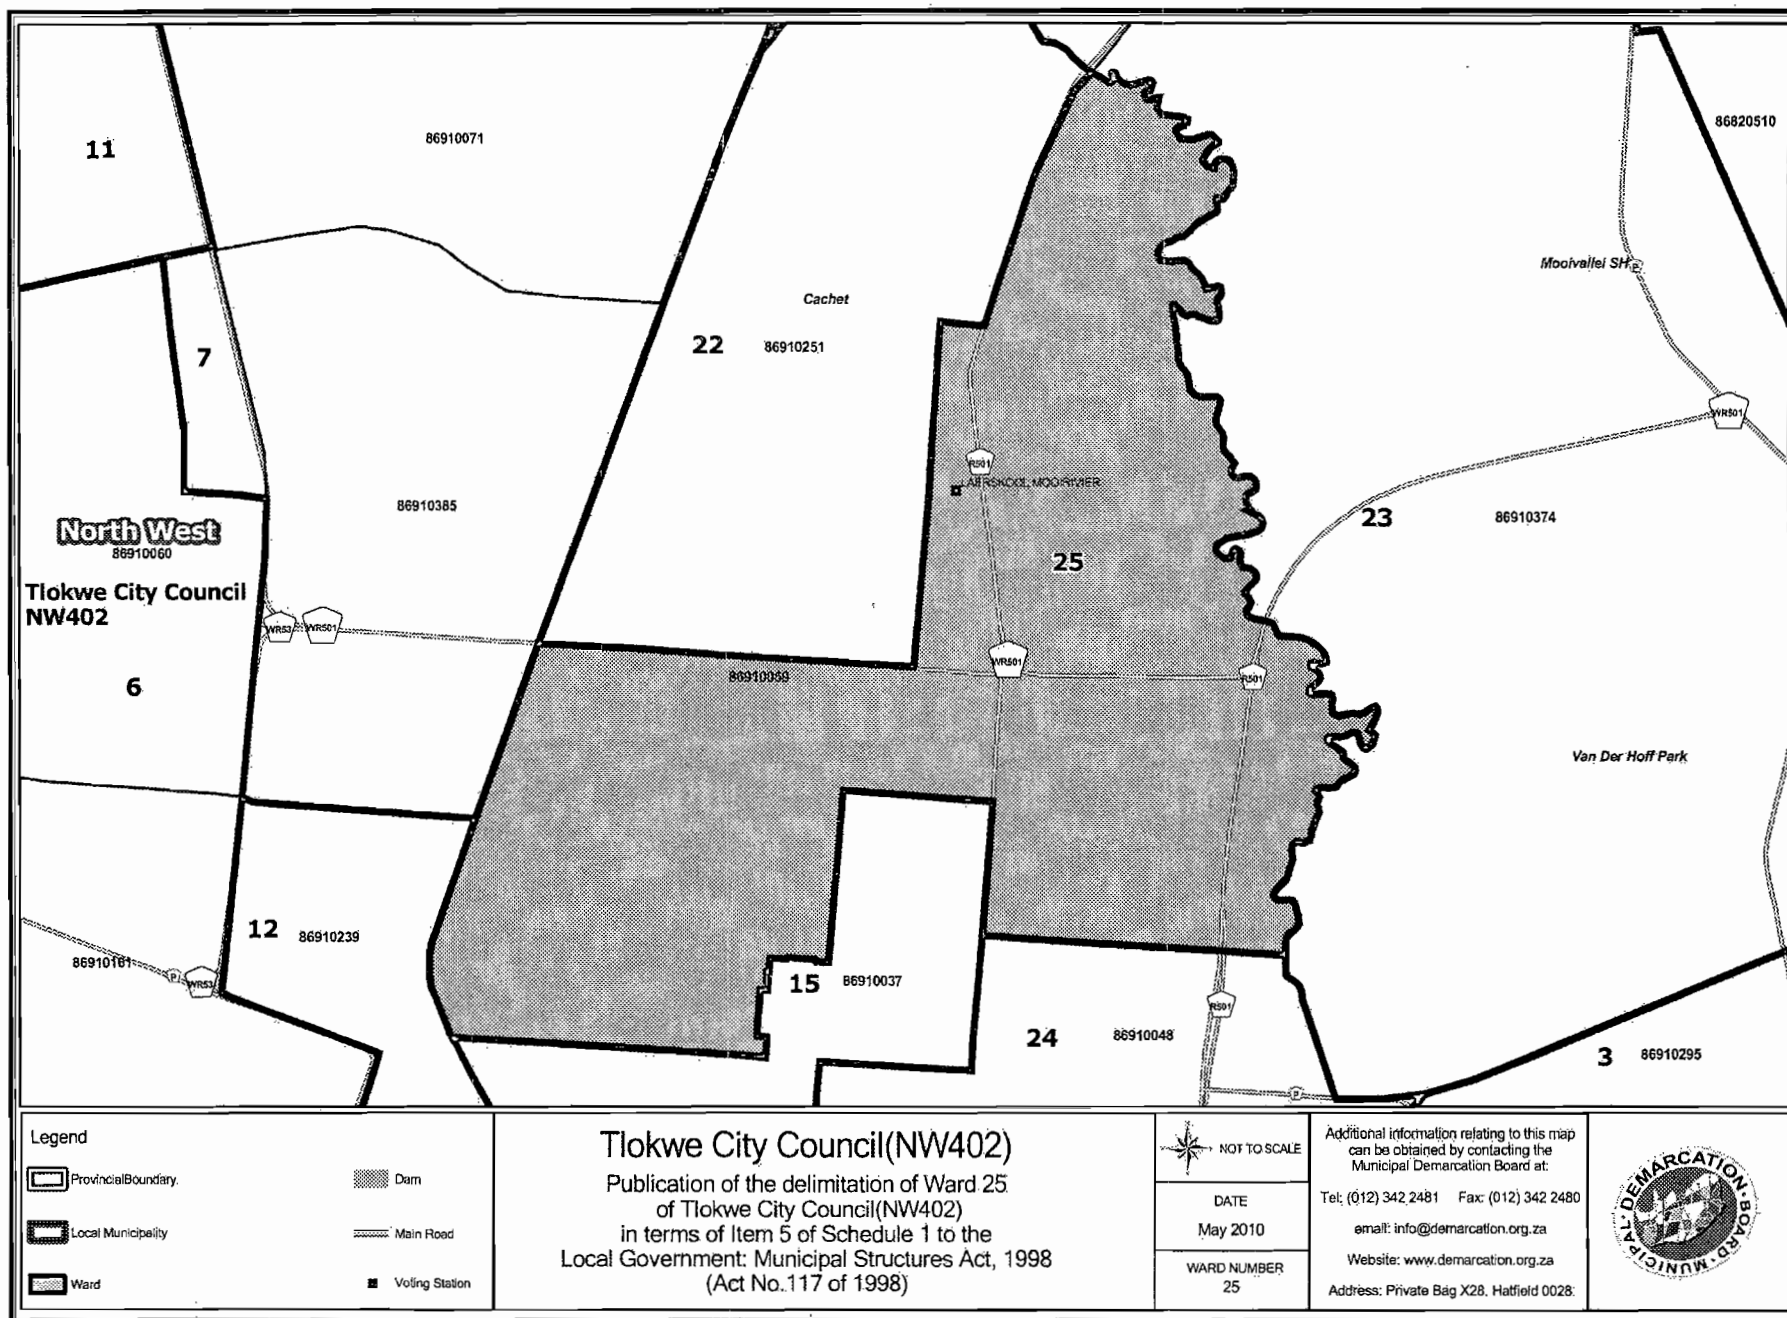 11
86910071
86820510
Mooivallei SH
P
Cachet
7
22
86910251
WR501
R501
LAERSKOOL MOOIRIVIER
86910385
23
86910374
North West
86910060
25
Tlokwe City Council
NW402
WR53
WR501
WR501
R501
86910059
6
Van Der Hoff Park
12
86910239
86910161
P
WR53
15
86910037
R501
24
86910048
3
86910295
P
Legend
ProvincialBoundary.
Dam
Local Municipality
Main Road
Ward
Voting Station
Tlokwe City Council(NW402)
Publication of the delimitation of Ward 25
of Tlokwe City Council(NW402)
in terms of Item 5 of Schedule 1 to the
Local Government: Municipal Structures Act, 1998
(Act No.117 of 1998)
NOT TO SCALE
DATE
May 2010
WARD NUMBER
25
Additional information relating to this map
can be obtained by contacting the
Municipal Demarcation Board at:
Tel: (012) 342 2481 Fax: (012) 342 2480
email: info@demarcation.org.za
Website: www.demarcation.org.za
Address: Private Bag X28, Hatfield 0028
MUNICIPAL DEMARCATION BOARD